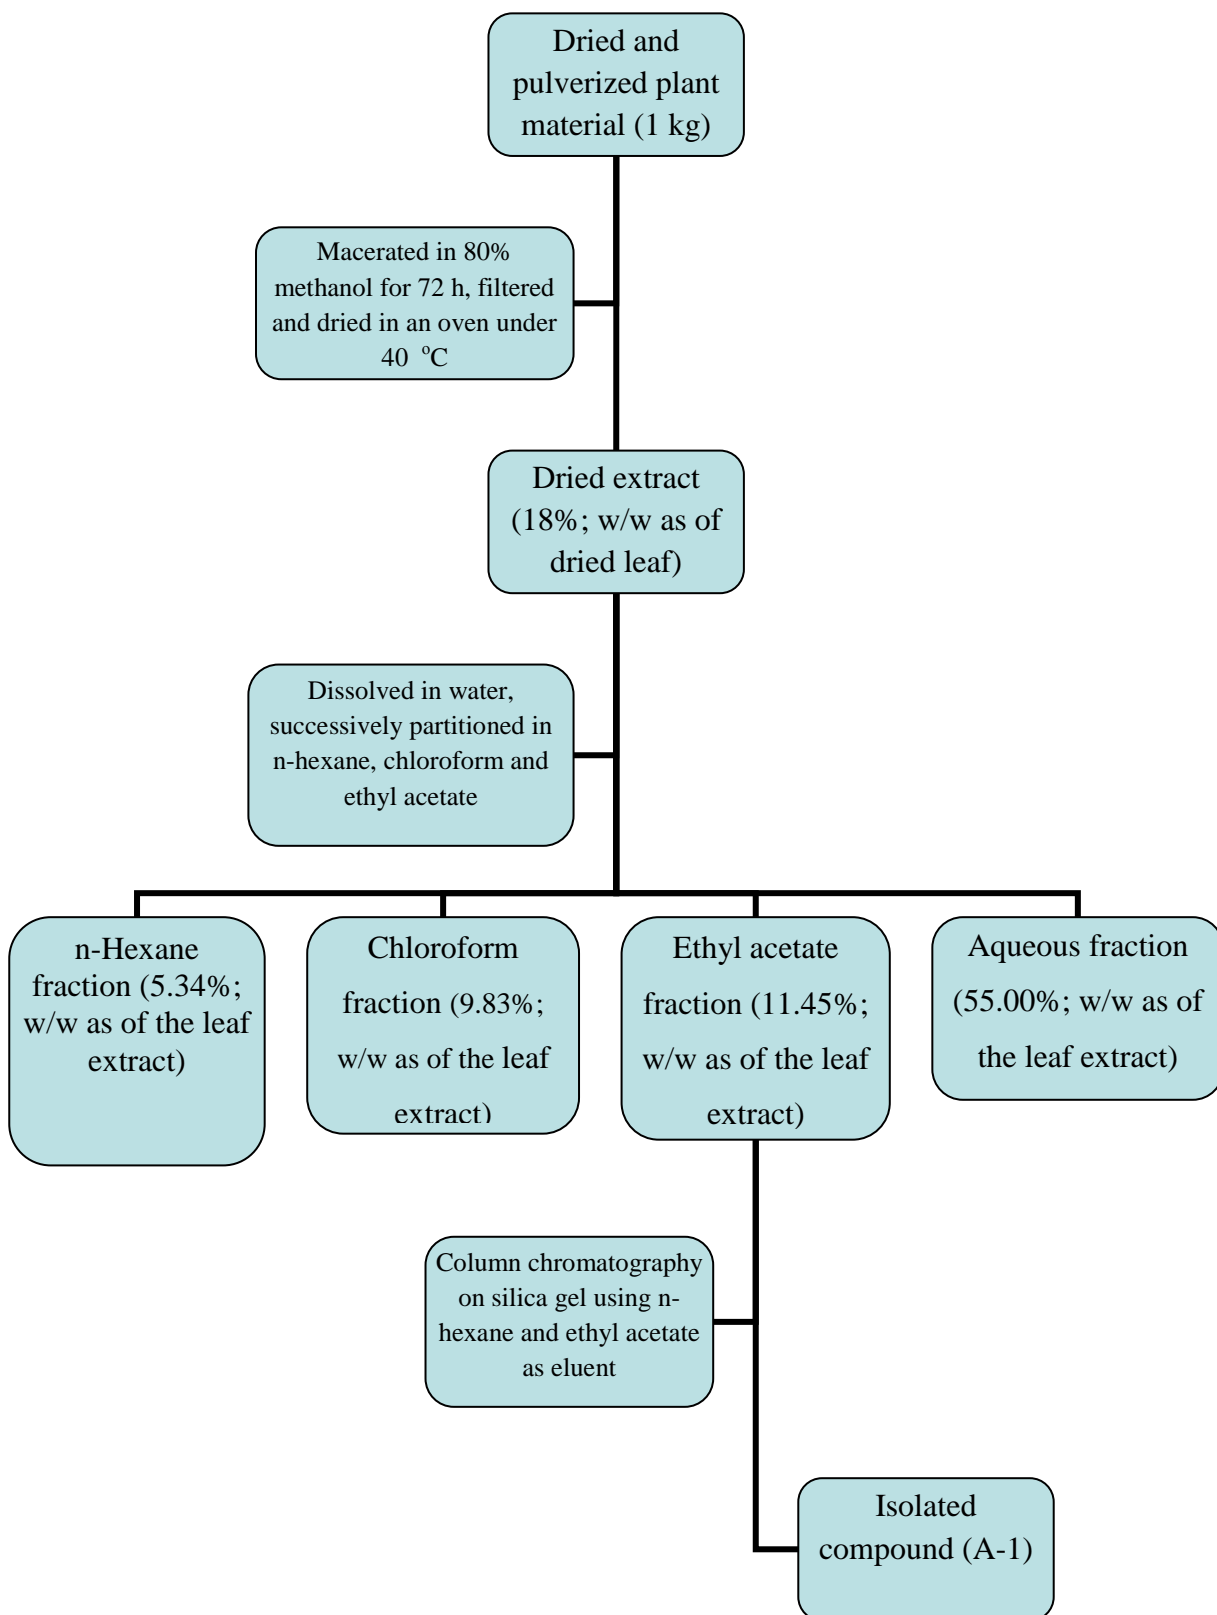 Dried and
pulverized plant
material (1 kg)
Macerated in 80%
methanol for 72 h, filtered
and dried in an oven under
40 °C
Dried extract
(18%; w/w as of
dried leaf)
Dissolved in water,
successively partitioned in
n-hexane, chloroform and
ethyl acetate
n-Hexane
fraction (5.34%;
w/w as of the leaf
extract)
Chloroform
fraction (9.83%;
w/w as of the leaf
extract)
Ethyl acetate
fraction (11.45%;
w/w as of the leaf
extract)
Aqueous fraction
(55.00%; w/w as of
the leaf extract)
Column chromatography
on silica gel using n-
hexane and ethyl acetate
as eluent
Isolated
compound (A-1)